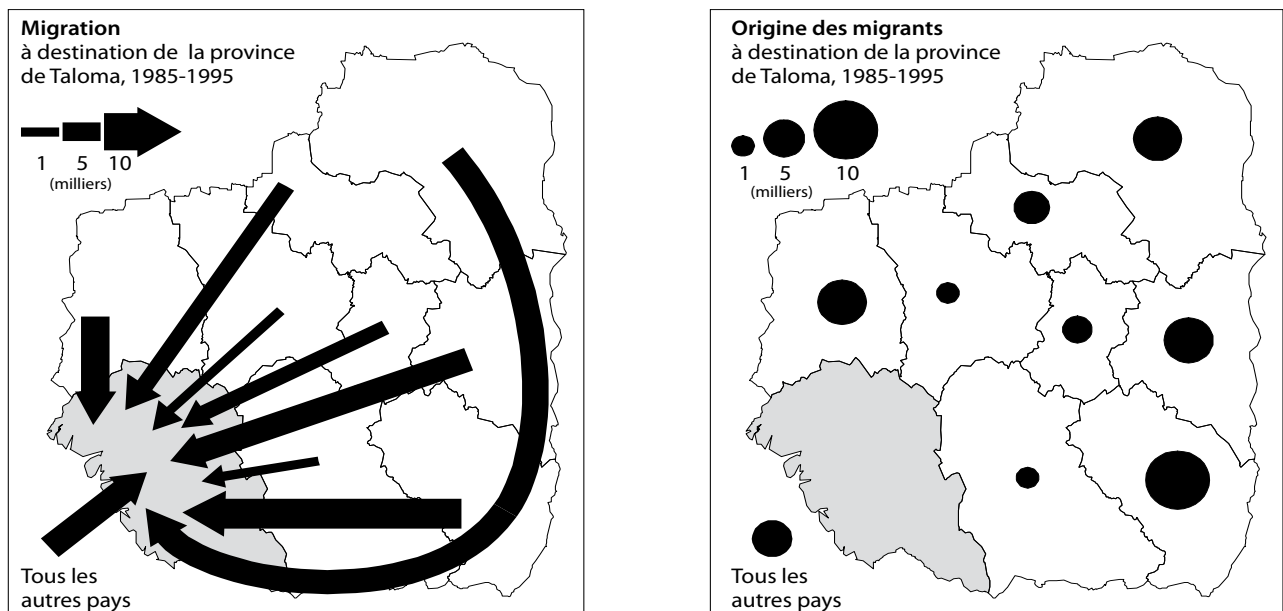 Migration
à destination de la province
de Taloma, 1985-1995
1 5 10
(milliers)
Tous les
autres pays
Origine des migrants
à destination de la province
de Taloma, 1985-1995
1 5 10
(milliers)
Tous les
autres pays